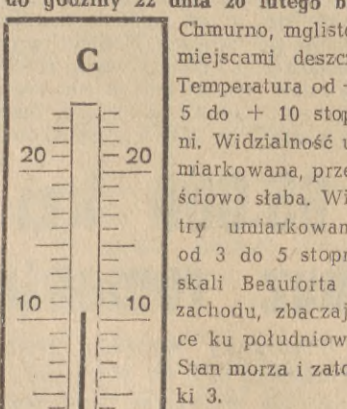 do godziny 22 dnia 20 lutego b
Chmurno, mglisto
miejscami deszcz
Temperatura od +
5 do + 10 stop
ni. Widzialność u
miarkowana, prze
ściowo słaba. Wi
try umiarkowan
od 3 do 5 stopn
skali Beauforta
zachodu, zbaczaj
ce ku południow
Stan morza i zato
ki 3.
C
20 20
10 10